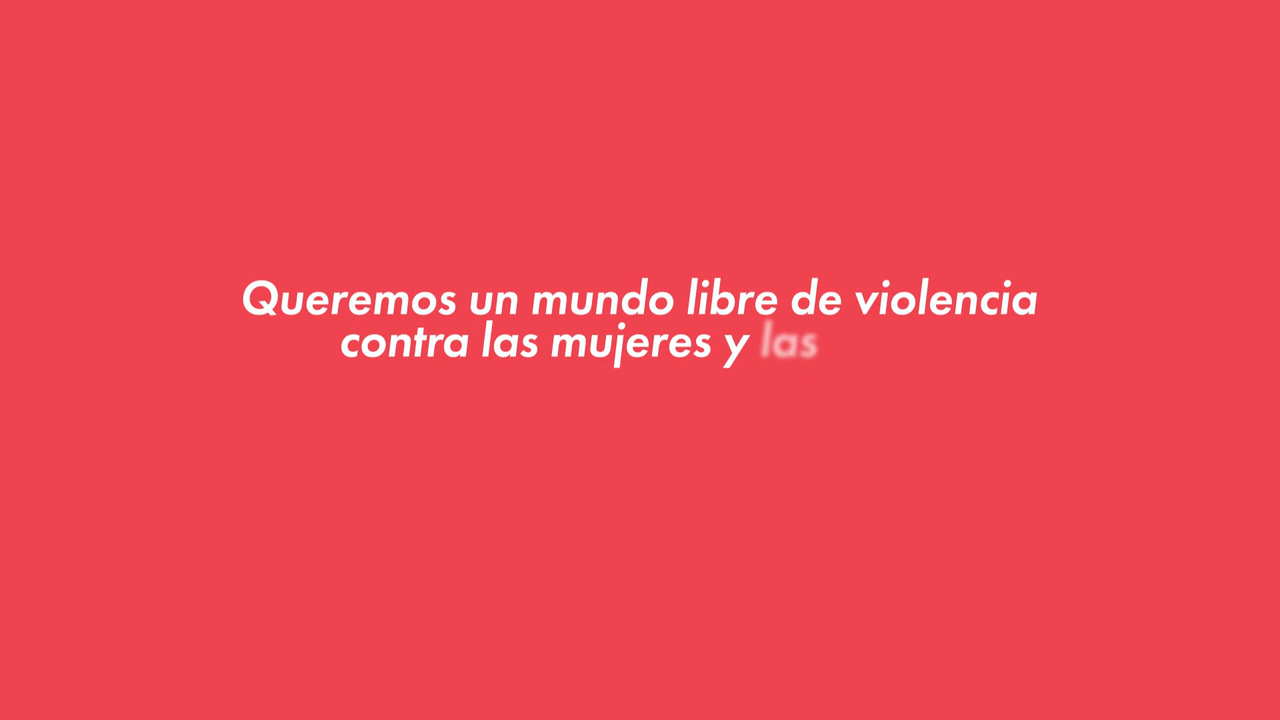 Queremos un mundo libre de violencia
contra las mujeres y las